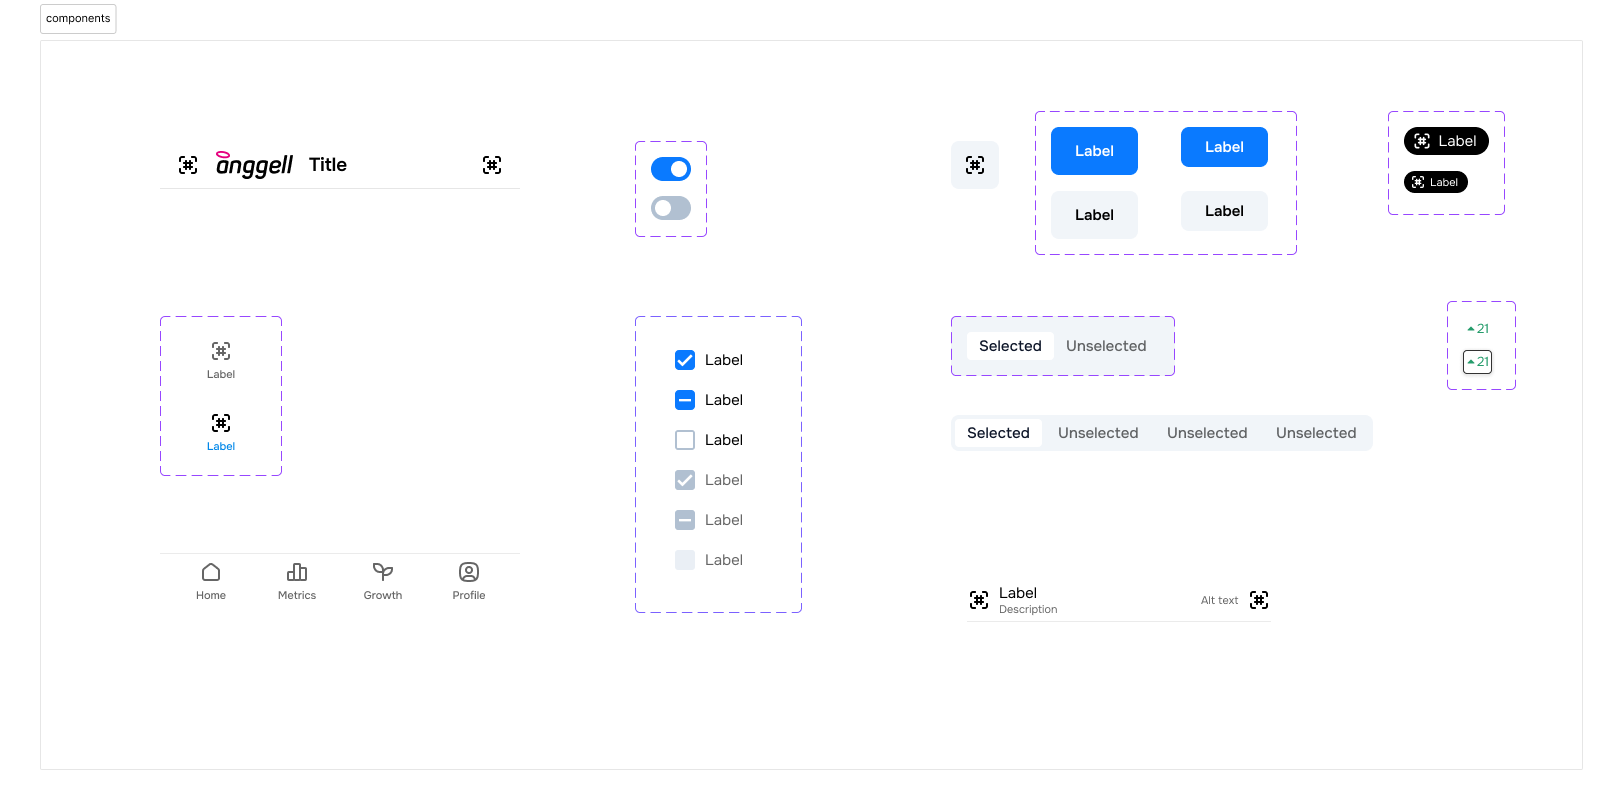 components
anggell Title
Label
Label
Home Metrics Growth Profile
Label
Label
Label
Label
Label
Label
Label Label
Label Label
Label
Label
Selected Unselected
Selected Unselected Unselected Unselected
21
21
Label
Description
Alt text